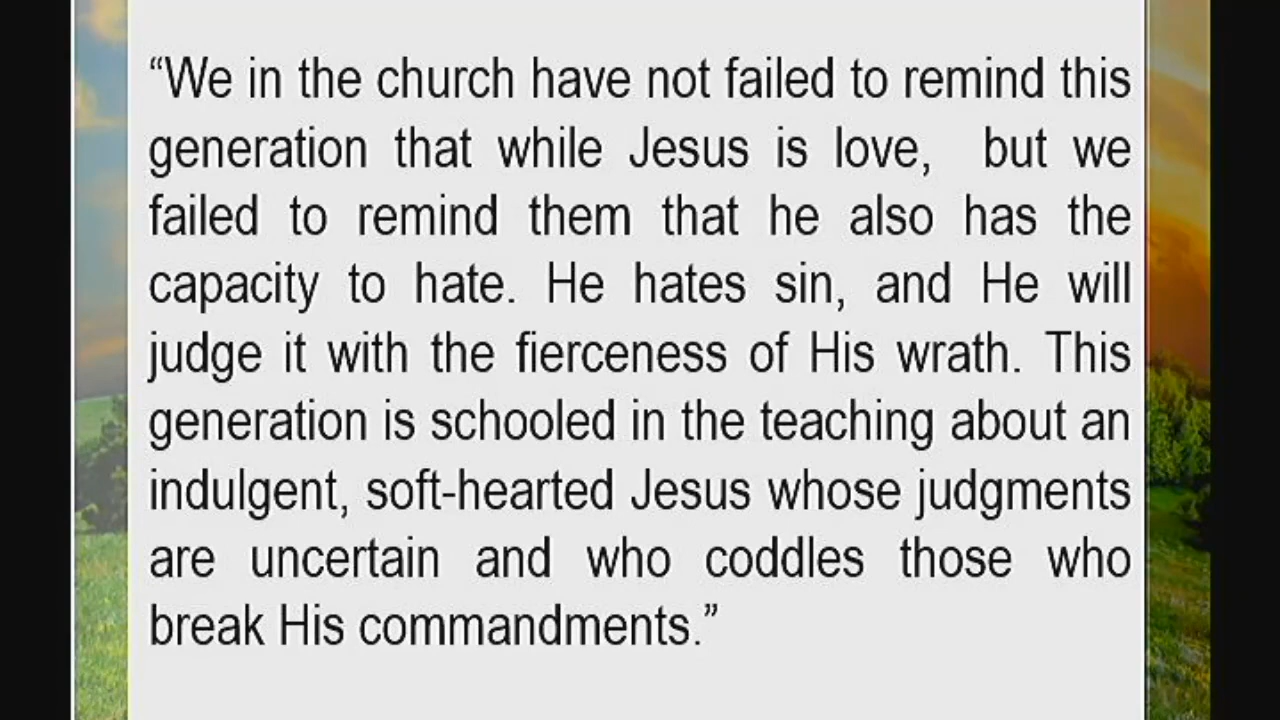 “We in the church have not failed to remind this
generation that while Jesus is love, but we
failed to remind them that he also has the
capacity to hate. He hates sin, and He will
judge it with the fierceness of His wrath. This
generation is schooled in the teaching about an
indulgent, soft-hearted Jesus whose judgments
are uncertain and who coddles those who
break His commandments.”